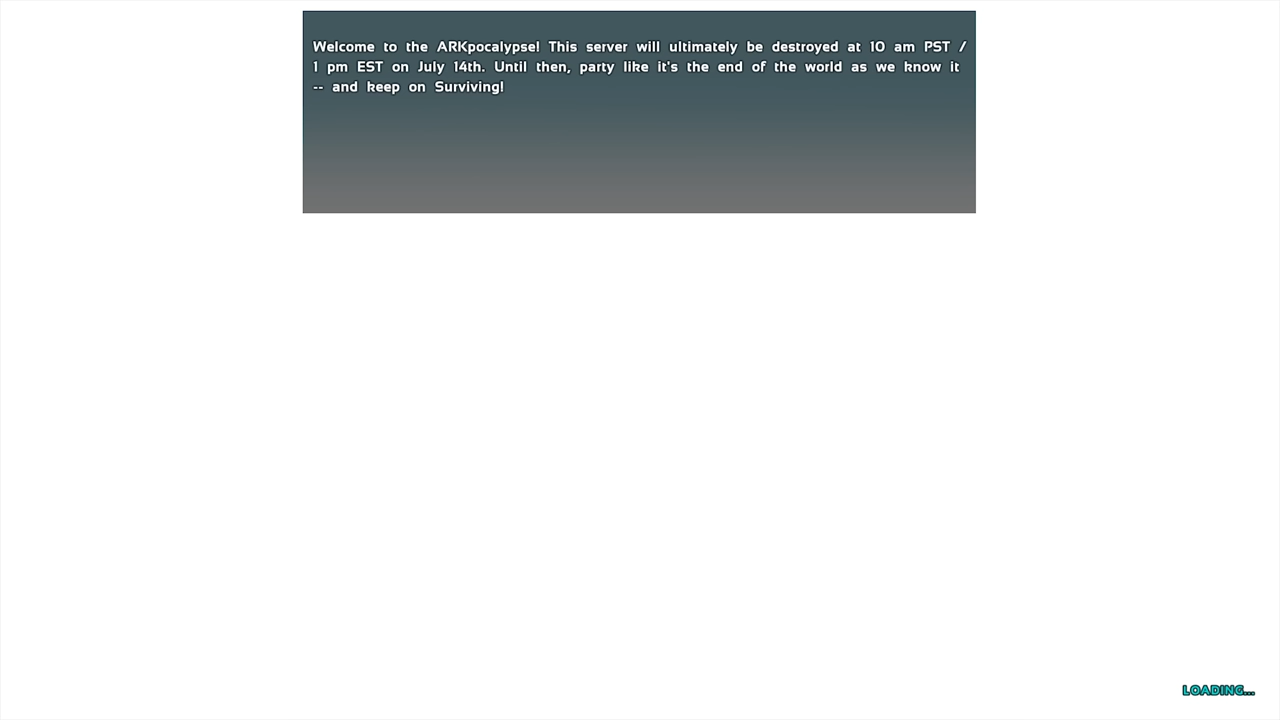 Welcome to the ARKpocalypse! This server will ultimately be destroyed at 10 am PST /
1 pm EST on July 14th. Until then, party like it's the end of the world as we know it
-- and keep on Surviving!
LOADING...